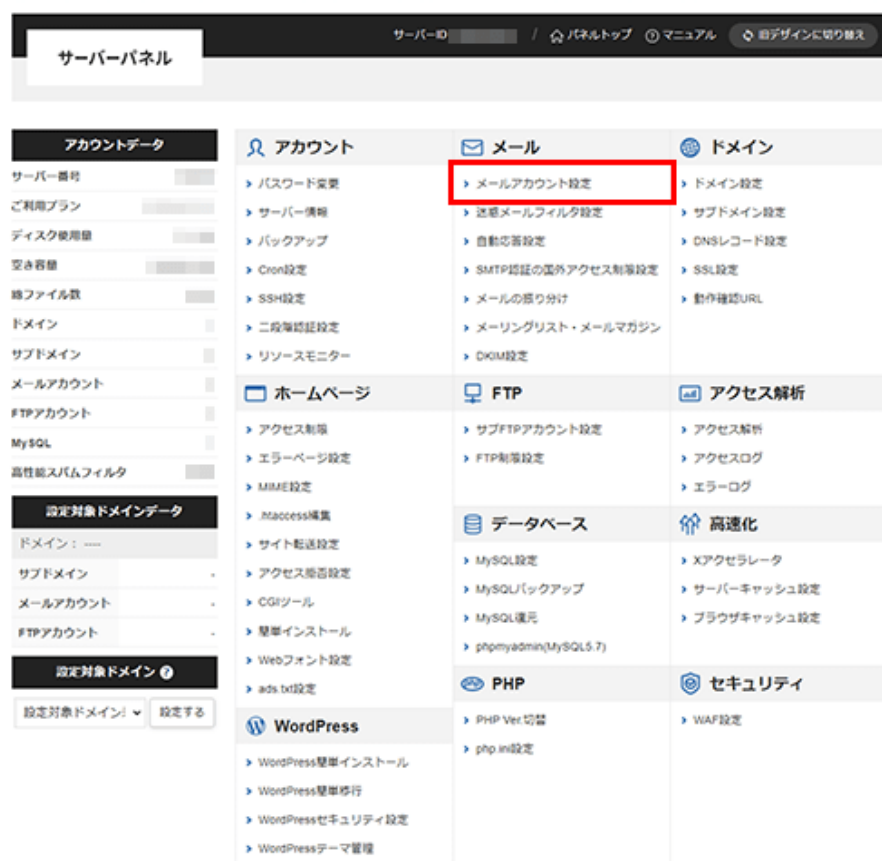 サーバーID
/
パネルトップ
マニュアル
旧デザインに切り替え
サーバーパネル
アカウントデータ
サーバー番号
ご利用プラン
ディスク使用量
空き容量
総ファイル数
ドメイン
サブドメイン
メールアカウント
FTPアカウント
MySQL
高性能スパムフィルタ
設定対象ドメインデータ
ドメイン: ---
サブドメイン -
メールアカウント -
FTPアカウント -
設定対象ドメイン ?
設定対象ドメイン
設定する
アカウント
パスワード変更
サーバー情報
バックアップ
Cron設定
SSH設定
二段階認証設定
リソースモニター
メール
メールアカウント設定
迷惑メールフィルタ設定
自動応答設定
SMTP認証の国外アクセス制限設定
メールの振り分け
メーリングリスト・メールマガジン
DKIM設定
ドメイン
ドメイン設定
サブドメイン設定
DNSレコード設定
SSL設定
動作確認URL
ホームページ
アクセス制限
エラーページ設定
MIME設定
.htaccess編集
サイト転送設定
アクセス拒否設定
CGIツール
簡単インストール
Webフォント設定
ads.txt設定
FTP
サブFTPアカウント設定
FTP制限設定
アクセス解析
アクセス解析
アクセスログ
エラーログ
データベース
MySQL設定
MySQLバックアップ
MySQL復元
phpmyadmin(MySQL5.7)
高速化
Xアクセラレータ
サーバーキャッシュ設定
ブラウザキャッシュ設定
PHP
PHP Ver.切替
php.ini設定
セキュリティ
WAF設定
WordPress
WordPress簡単インストール
WordPress簡単移行
WordPressセキュリティ設定
WordPressテーマ管理